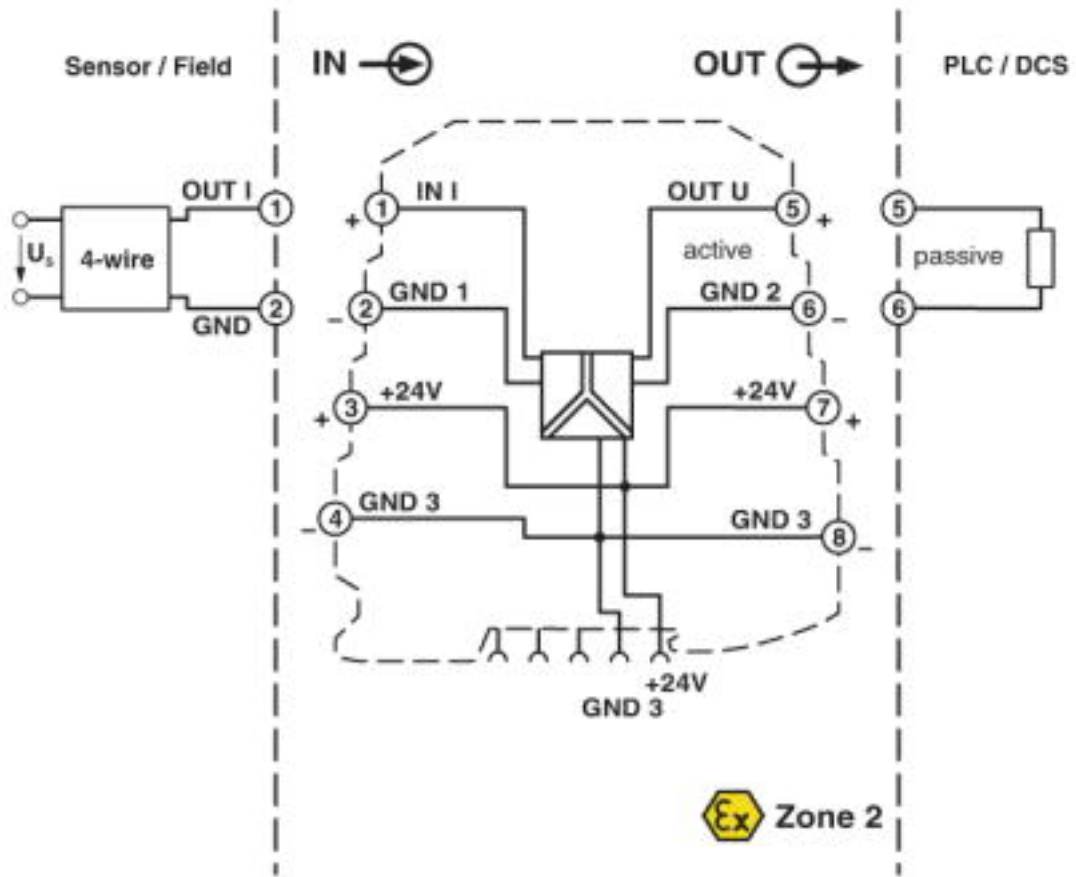 Sensor / Field
IN
OUT
PLC / DCS
OUT I
1
1
IN I
OUT U
5
5
+
+
Us
4-wire
active
passive
GND
2
2
GND 1
GND 2
6
6
–
–
3
+24V
+24V
7
+
+
4
GND 3
GND 3
8
–
–
+24V
GND 3
Ex
Zone 2